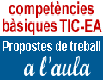 competències
bàsiques TIC-EA
Propostes de treball
a l'aula